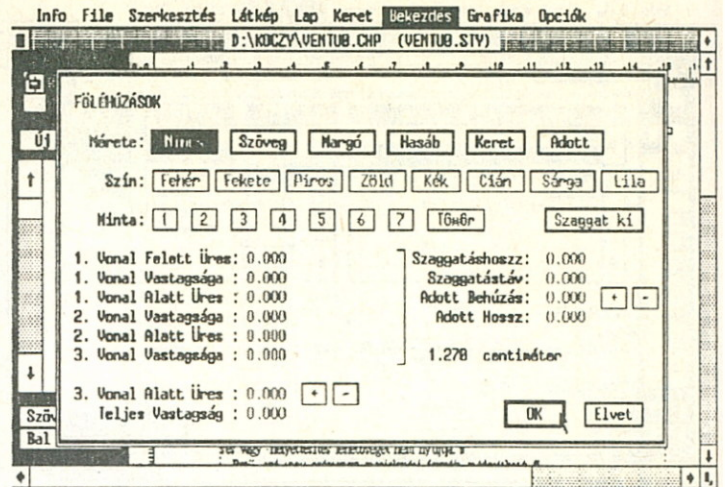 Info File Szerkesztés Látkép Lap Keret Bekezdés Grafika Opciók
D:\KOCZY\VENTUB.CHP (VENTUB.STY)
FÖLÉHÚZÁSOK
Új
Mérete: Nincs Szöveg Margó Hasáb Keret Adott
Szín: Fehér Fekete Piros Zöld Kék Cián Sárga Lila
Minta: 1 2 3 4 5 6 7 Tömör Szaggat ki
1. Vonal Felett Üres: 0.000 Szaggatáshoszz: 0.000
1. Vonal Vastagsága : 0.000 Szaggatástáv: 0.000
1. Vonal Alatt Üres : 0.000 Adott Behúzás: 0.000 + -
2. Vonal Vastagsága : 0.000 Adott Hossz: 0.000
2. Vonal Alatt Üres : 0.000
3. Vonal Vastagsága : 0.000 1.270 centiméter
3. Vonal Alatt Üres : 0.000 + -
Teljes Vastagság : 0.000 OK Elvet
Szöv
Bal